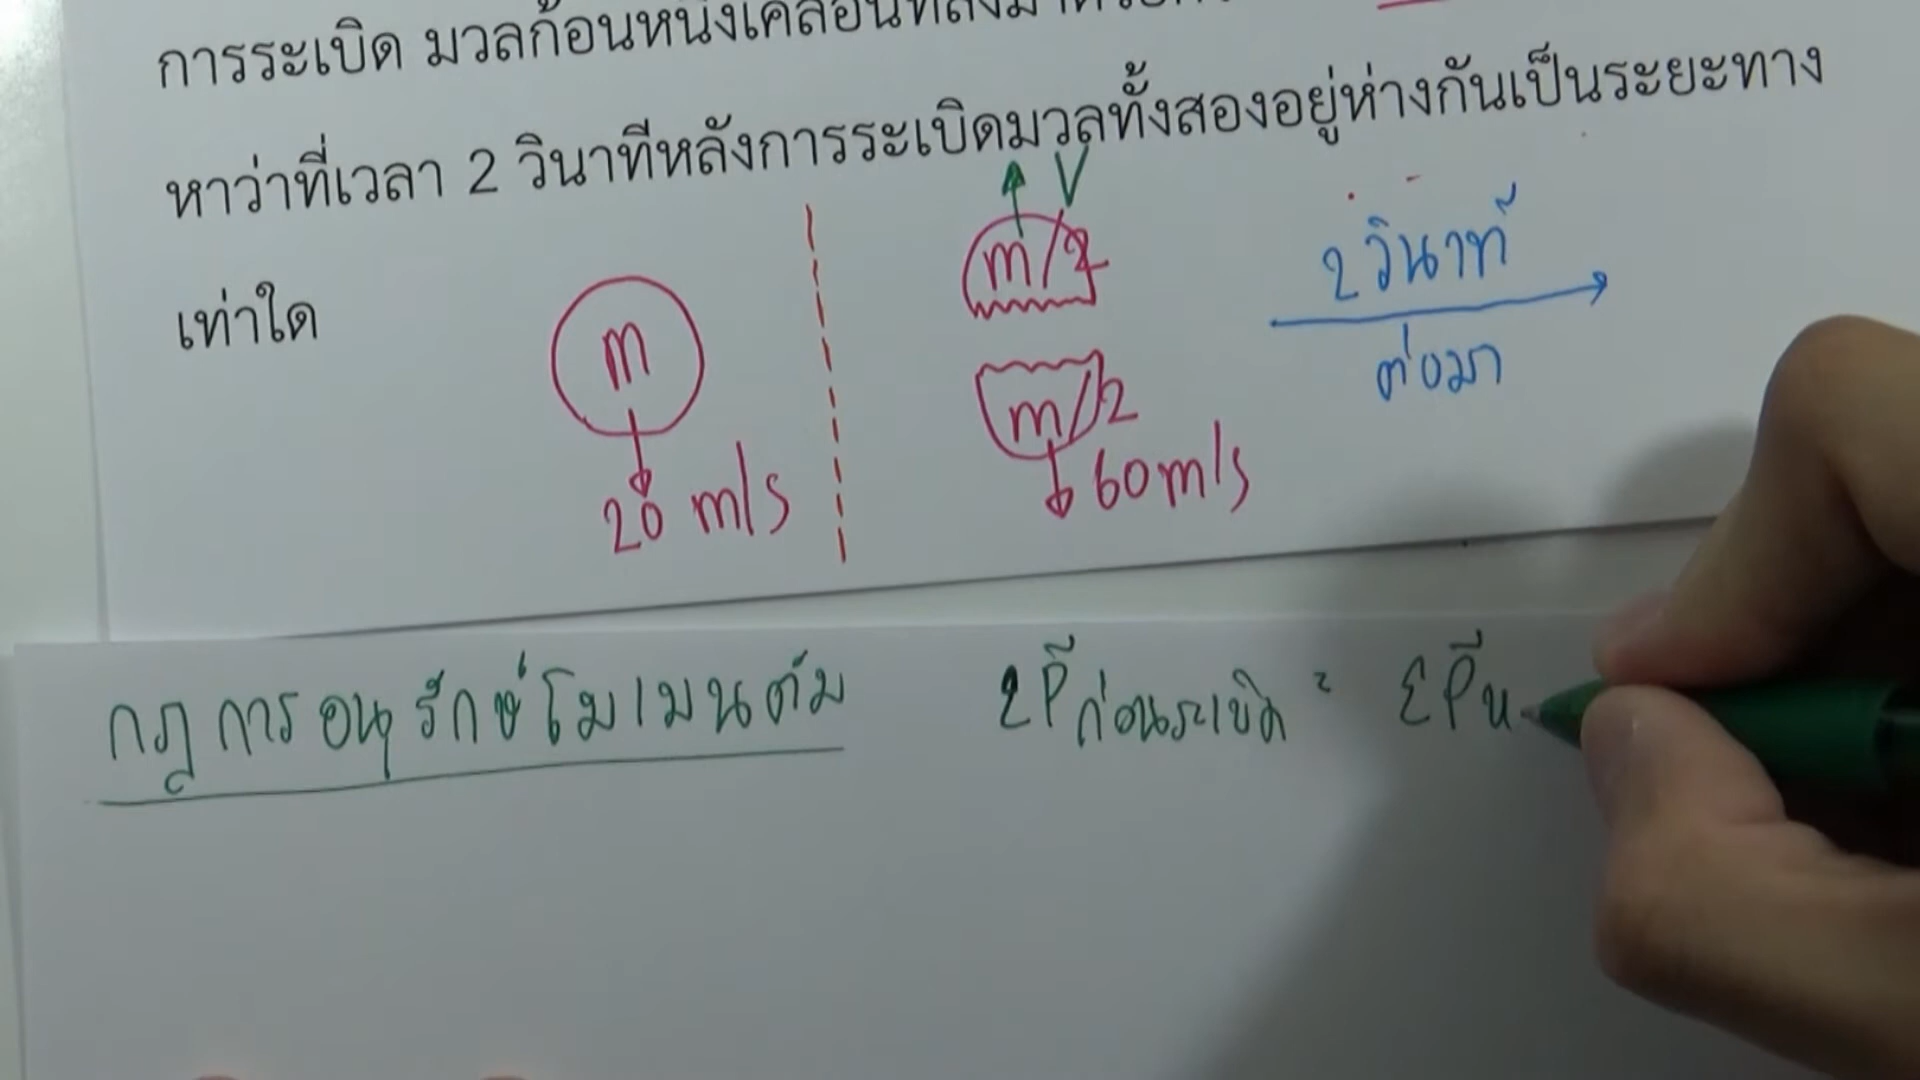 การระเบิด มวลก้อนหนึ่งเคลื่อนที่ลงมาด้วย
หาว่าที่เวลา 2 วินาทีหลังการระเบิดมวลทั้งสองอยู่ห่างกันเป็นระยะทาง
เท่าใด
V
m/2
m
2 วินาที
ต่อมา
m/2
20 m/s
60 m/s
กฎการอนุรักษ์โมเมนตัม ΣP ก่อนระเบิด = ΣP ห